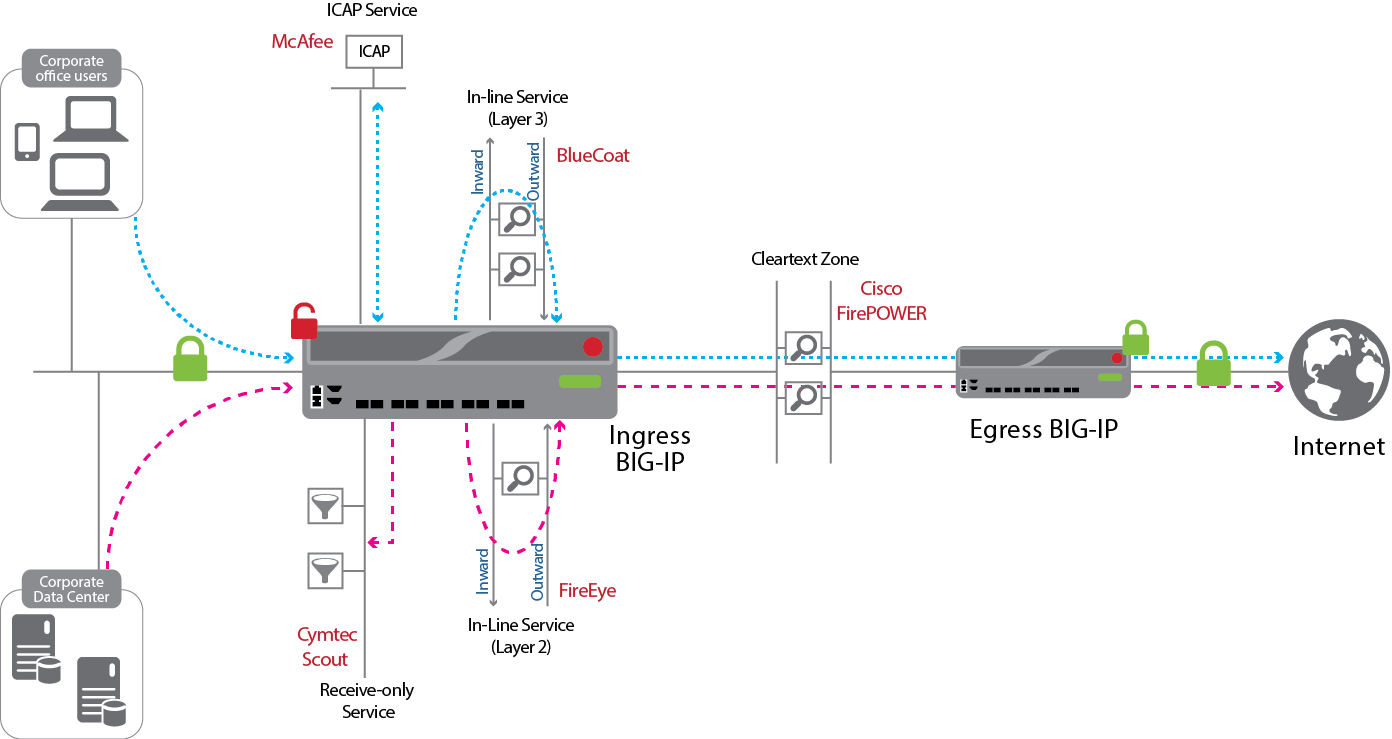 ICAP Service
McAfee
ICAP
Corporate
office users
In-line Service
(Layer 3)
BlueCoat
Inward
Outward
Cleartext Zone
Cisco
FirePOWER
Ingress
BIG-IP
Egress BIG-IP
Internet
Inward
Outward
FireEye
In-Line Service
(Layer 2)
Corporate
Data Center
Cymtec
Scout
Receive-only
Service